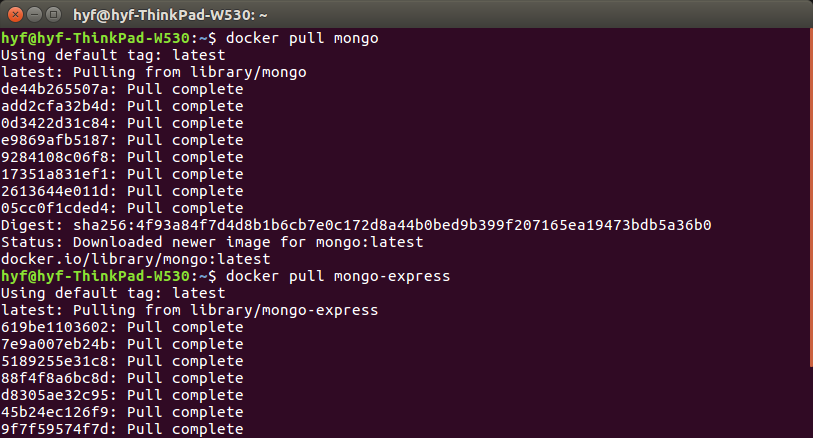 hyf@hyf-ThinkPad-W530: ~
hyf@hyf-ThinkPad-W530:~$ docker pull mongo
Using default tag: latest
latest: Pulling from library/mongo
de44b265507a: Pull complete
add2cfa32b4d: Pull complete
0d3422d31c84: Pull complete
e9869afb5187: Pull complete
9284108c06f8: Pull complete
17351a831ef1: Pull complete
2613644e011d: Pull complete
05cc0f1cded4: Pull complete
Digest: sha256:4f93a84f7d4d8b1b6cb7e0c172d8a44b0bed9b399f207165ea19473bdb5a36b0
Status: Downloaded newer image for mongo:latest
docker.io/library/mongo:latest
hyf@hyf-ThinkPad-W530:~$ docker pull mongo-express
Using default tag: latest
latest: Pulling from library/mongo-express
619be1103602: Pull complete
7e9a007eb24b: Pull complete
5189255e31c8: Pull complete
88f4f8a6bc8d: Pull complete
d8305ae32c95: Pull complete
45b24ec126f9: Pull complete
9f7f59574f7d: Pull complete